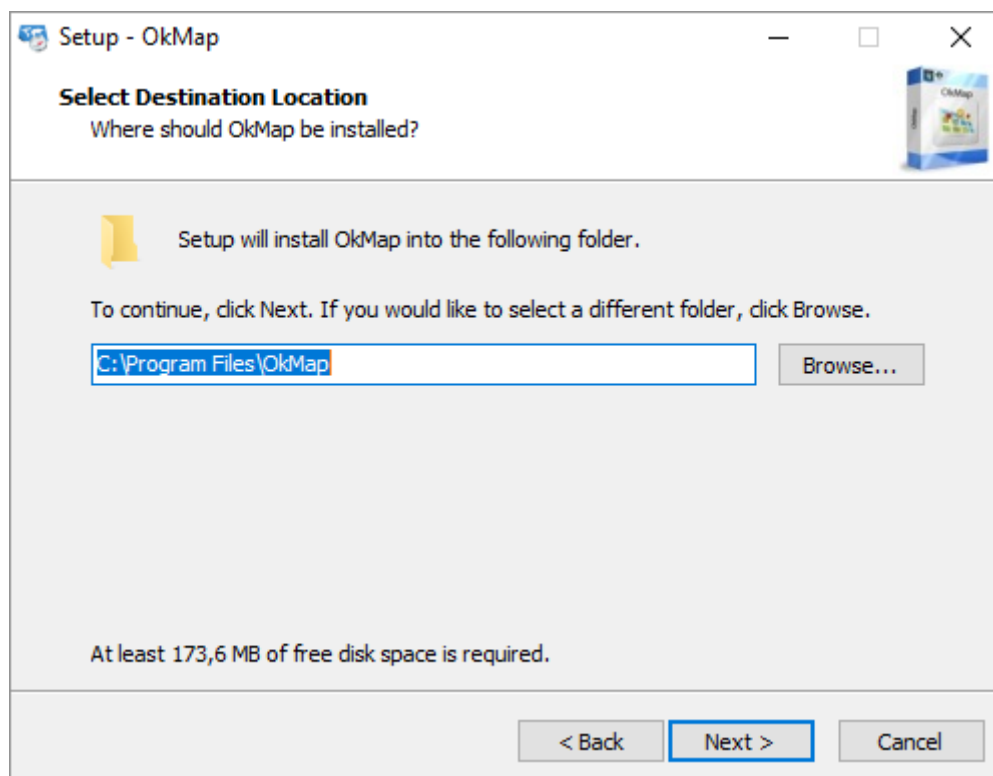 Setup - OkMap
Select Destination Location
Where should OkMap be installed?
OkMap
OkMap
Setup will install OkMap into the following folder.
To continue, click Next. If you would like to select a different folder, click Browse.
C:\Program Files\OkMap
Browse...
At least 173,6 MB of free disk space is required.
< Back
Next >
Cancel